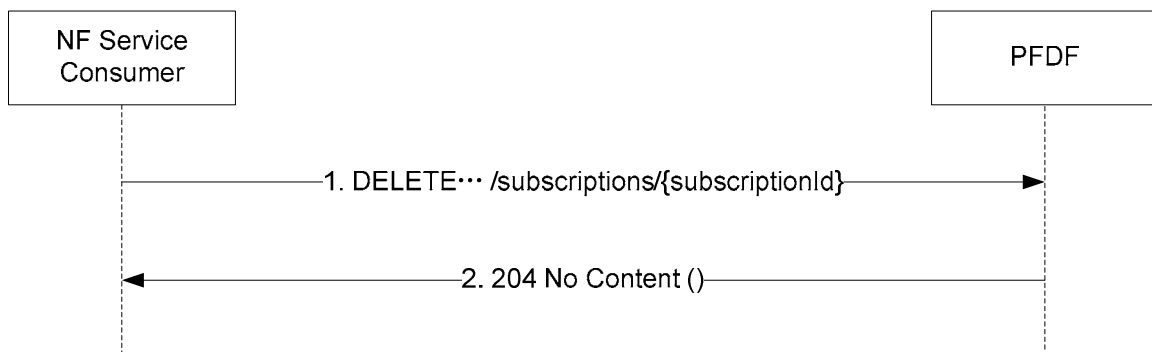 NF Service
Consumer
PFDF
1. DELETE··· /subscriptions/{subscriptionId}
2. 204 No Content ()